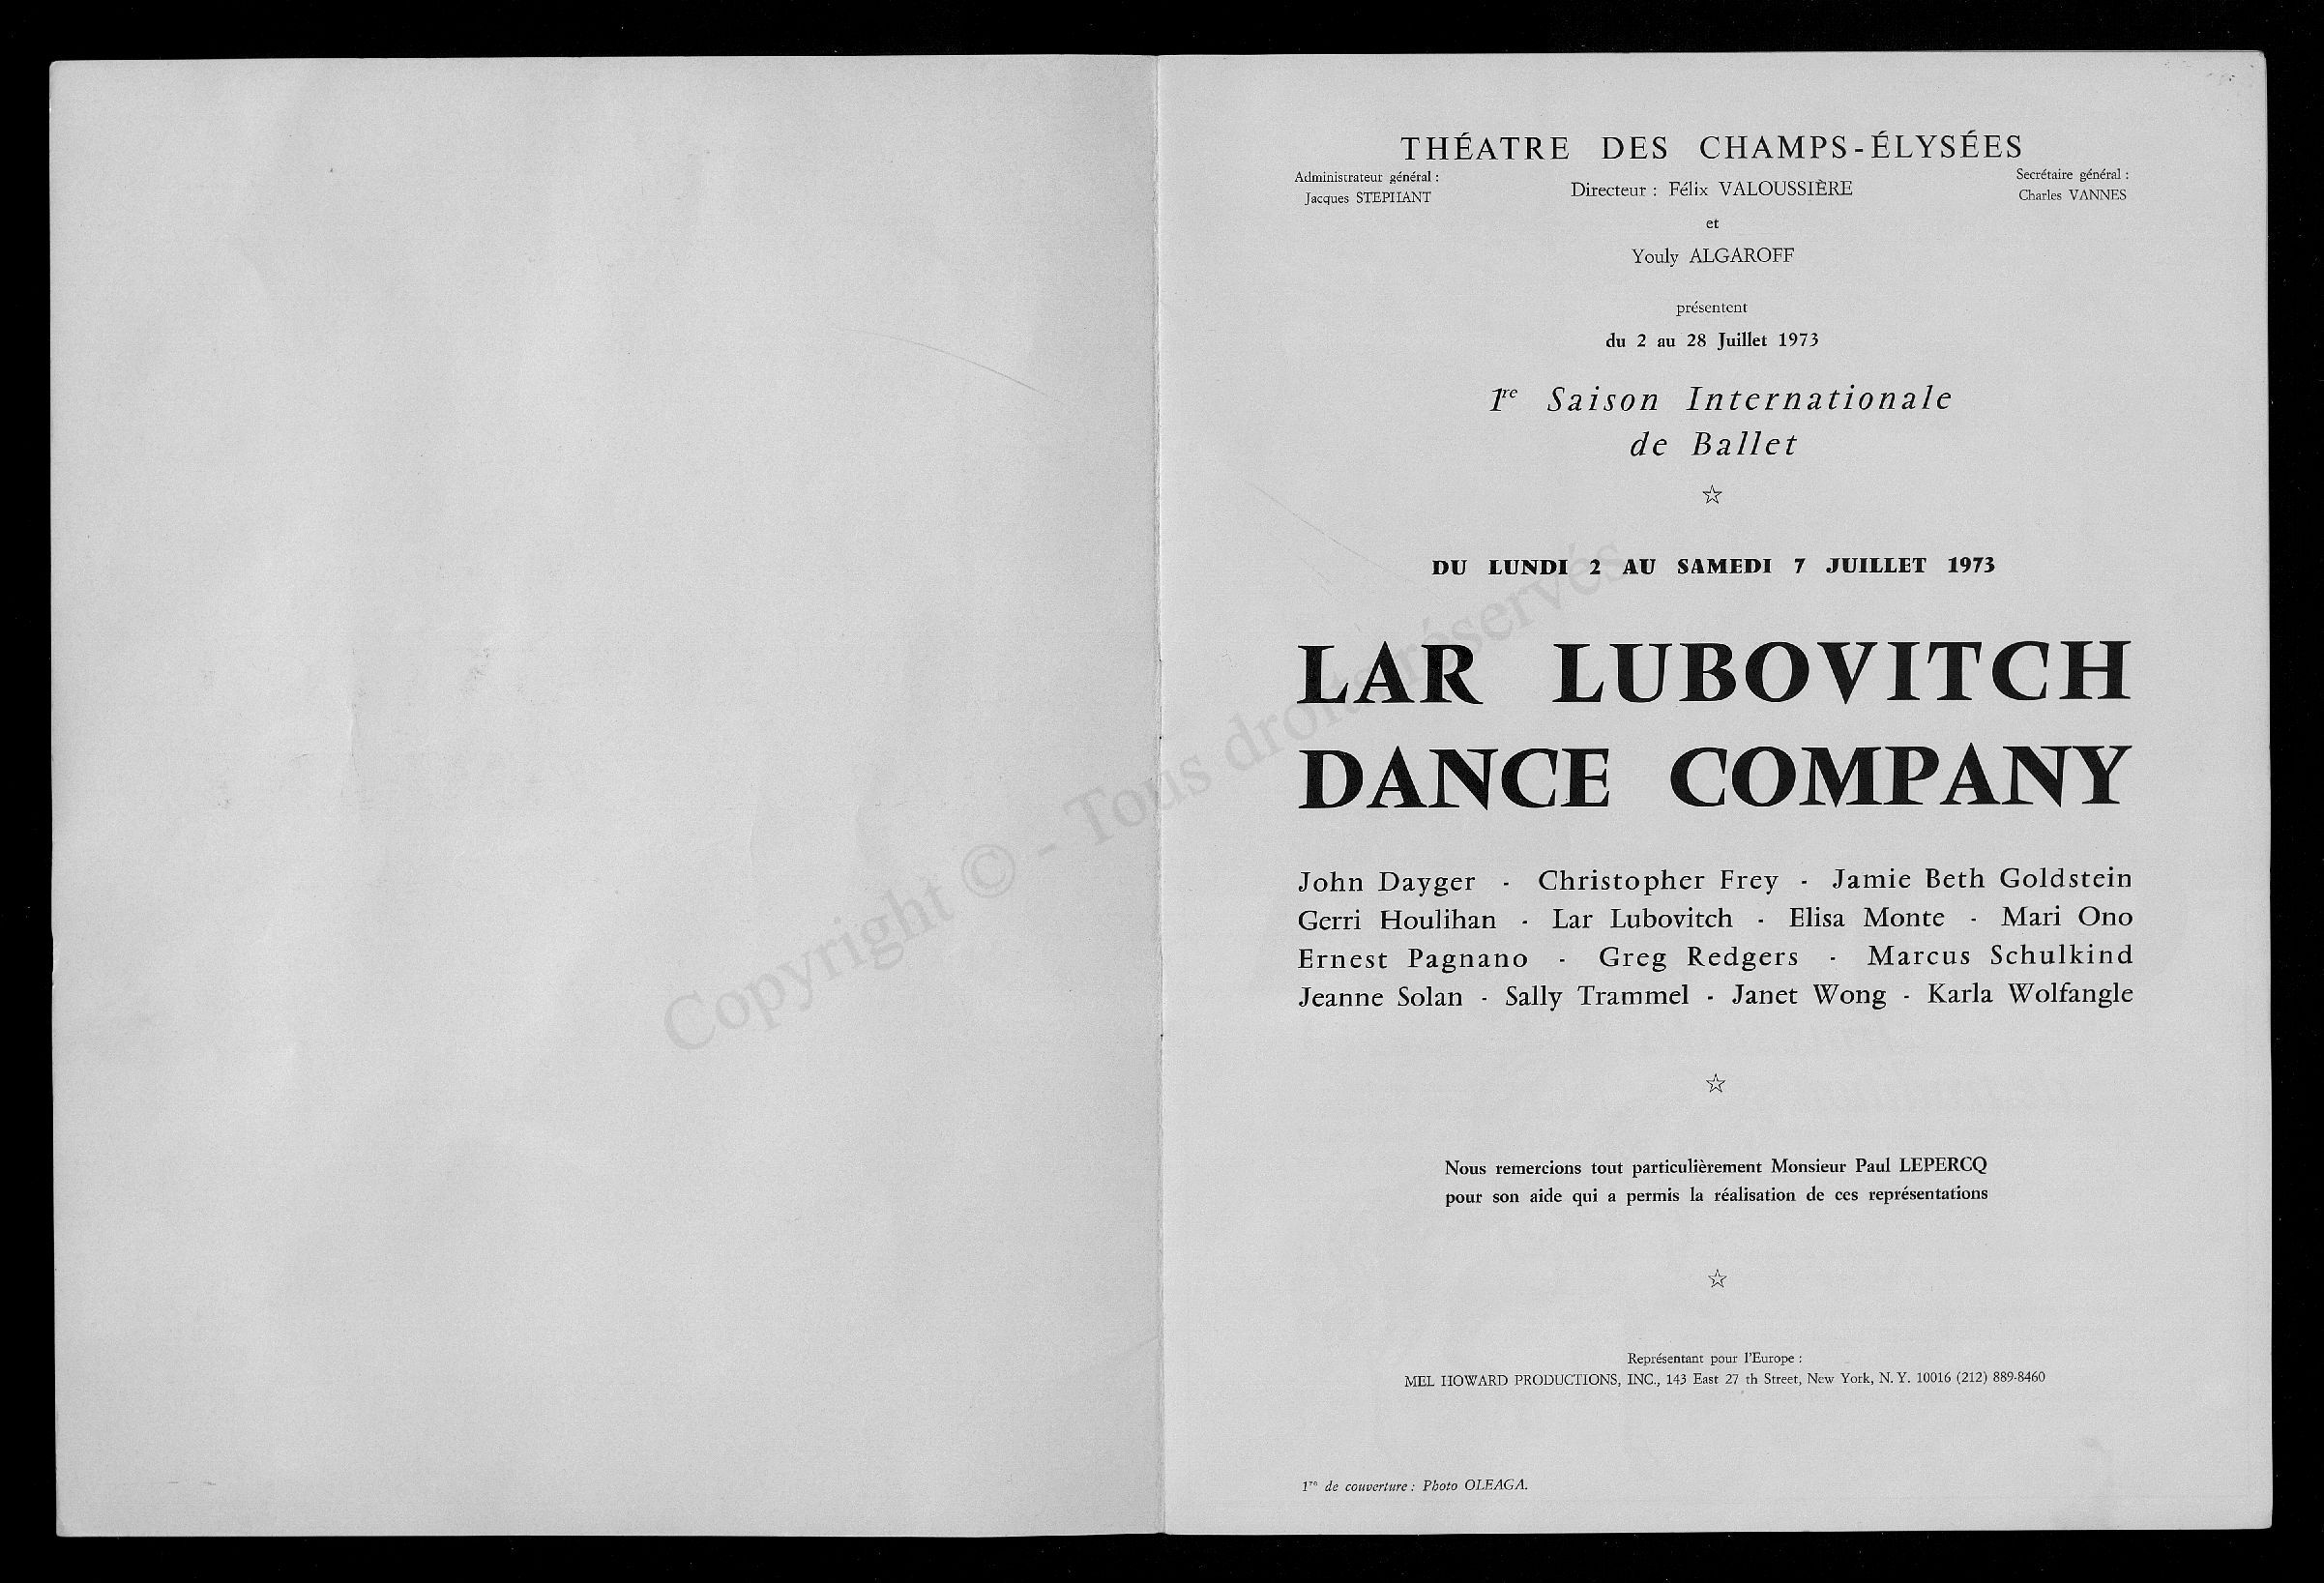 THÉATRE DES CHAMPS-ÉLYSÉES
Administrateur général :
Jacques STEPHANT
Directeur : Félix VALOUSSIÈRE
Secrétaire général :
Charles VANNES
et
Youly ALGAROFF
présentent
du 2 au 28 Juillet 1973
1re Saison Internationale
de Ballet
☆
DU LUNDI 2 AU SAMEDI 7 JUILLET 1973
LAR LUBOVITCH
DANCE COMPANY
John Dayger - Christopher Frey - Jamie Beth Goldstein
Gerri Houlihan - Lar Lubovitch - Elisa Monte - Mari Ono
Ernest Pagnano - Greg Redgers - Marcus Schulkind
Jeanne Solan - Sally Trammel - Janet Wong - Karla Wolfangle
☆
Nous remercions tout particulièrement Monsieur Paul LEPERCQ
pour son aide qui a permis la réalisation de ces représentations
☆
Représentant pour l'Europe :
MEL HOWARD PRODUCTIONS, INC., 143 East 27 th Street, New York, N. Y. 10016 (212) 889-8460
1re de couverture : Photo OLEAGA.
Copyright © - Tous droits réservés